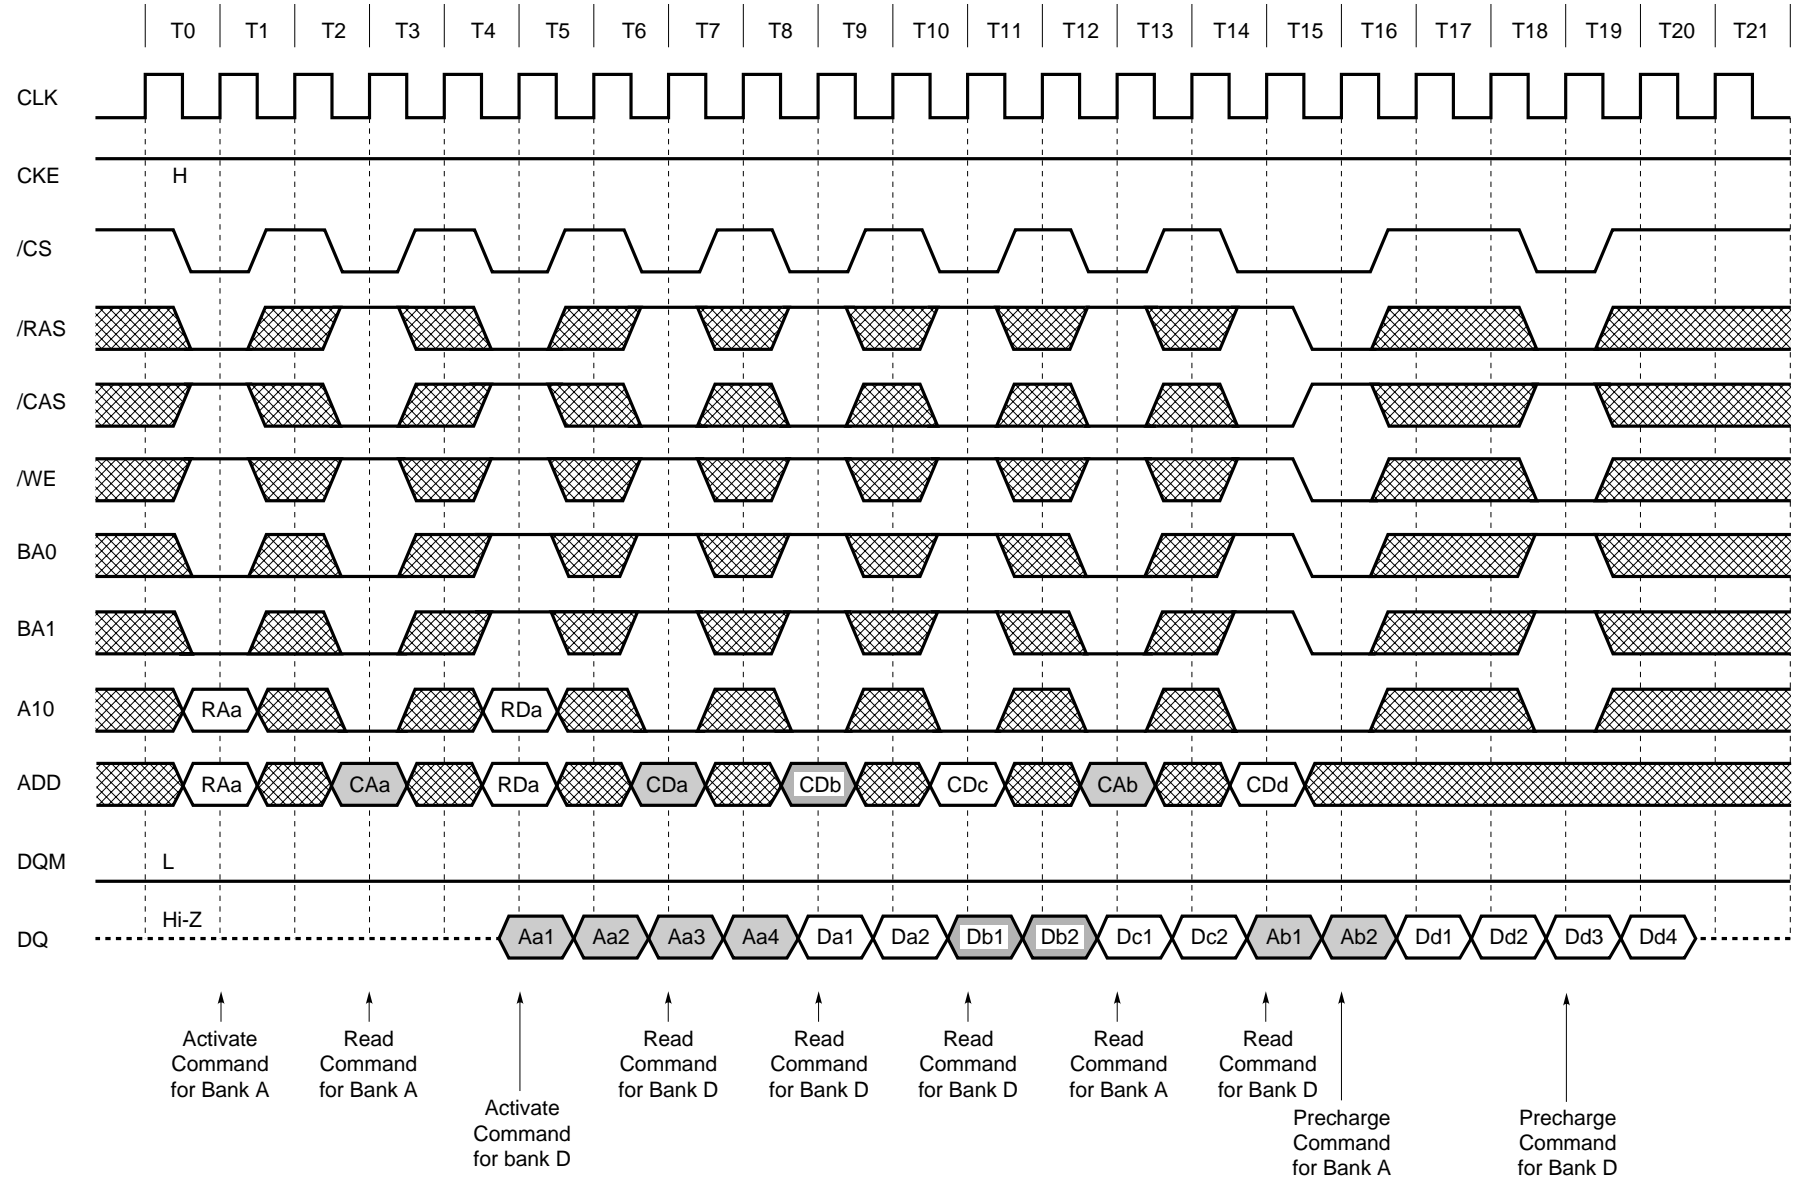 T0 T1 T2 T3 T4 T5 T6 T7 T8 T9 T10 T11 T12 T13 T14 T15 T16 T17 T18 T19 T20 T21
CLK
CKE H
/CS
/RAS
/CAS
/WE
BA0
BA1
A10 RAa RDa
ADD RAa CAa RDa CDa CDb CDc CAb CDd
DQM L
Hi-Z
DQ Aa1 Aa2 Aa3 Aa4 Da1 Da2 Db1 Db2 Dc1 Dc2 Ab1 Ab2 Dd1 Dd2 Dd3 Dd4
Activate
Command
for Bank A
Read
Command
for Bank A
Activate
Command
for bank D
Read
Command
for Bank D
Read
Command
for Bank D
Read
Command
for Bank D
Read
Command
for Bank A
Read
Command
for Bank D
Precharge
Command
for Bank A
Precharge
Command
for Bank D